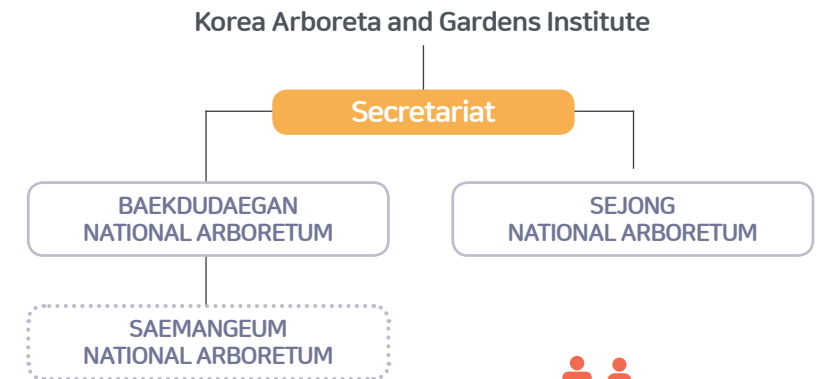 Korea Arboreta and Gardens Institute
Secretariat
BAEKDUDAEGAN
NATIONAL ARBORETUM
SEJONG
NATIONAL ARBORETUM
SAEMANGEUM
NATIONAL ARBORETUM